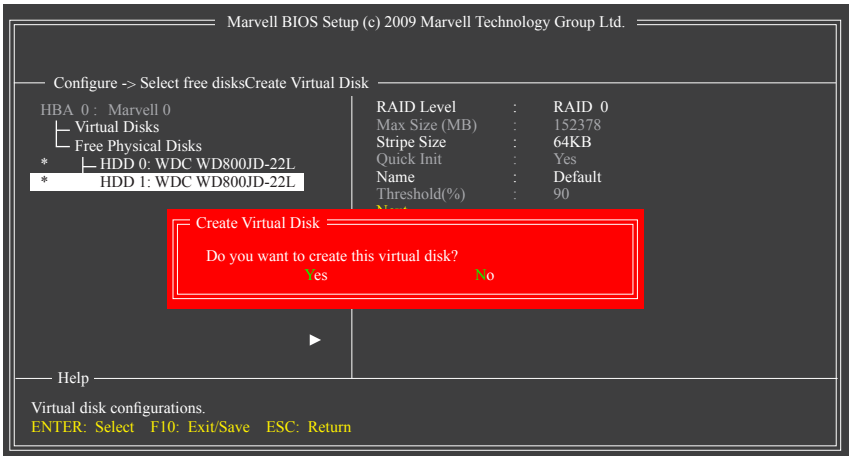 Marvell BIOS Setup (c) 2009 Marvell Technology Group Ltd.
Configure -> Select free disksCreate Virtual Disk
HBA 0 : Marvell 0
Virtual Disks
Free Physical Disks
* HDD 0: WDC WD800JD-22L
* HDD 1: WDC WD800JD-22L
RAID Level : RAID 0
Max Size (MB) : 152378
Stripe Size : 64KB
Quick Init : Yes
Name : Default
Threshold(%) : 90
Next
Create Virtual Disk
Do you want to create this virtual disk?
Yes No
Help
Virtual disk configurations.
ENTER: Select F10: Exit/Save ESC: Return